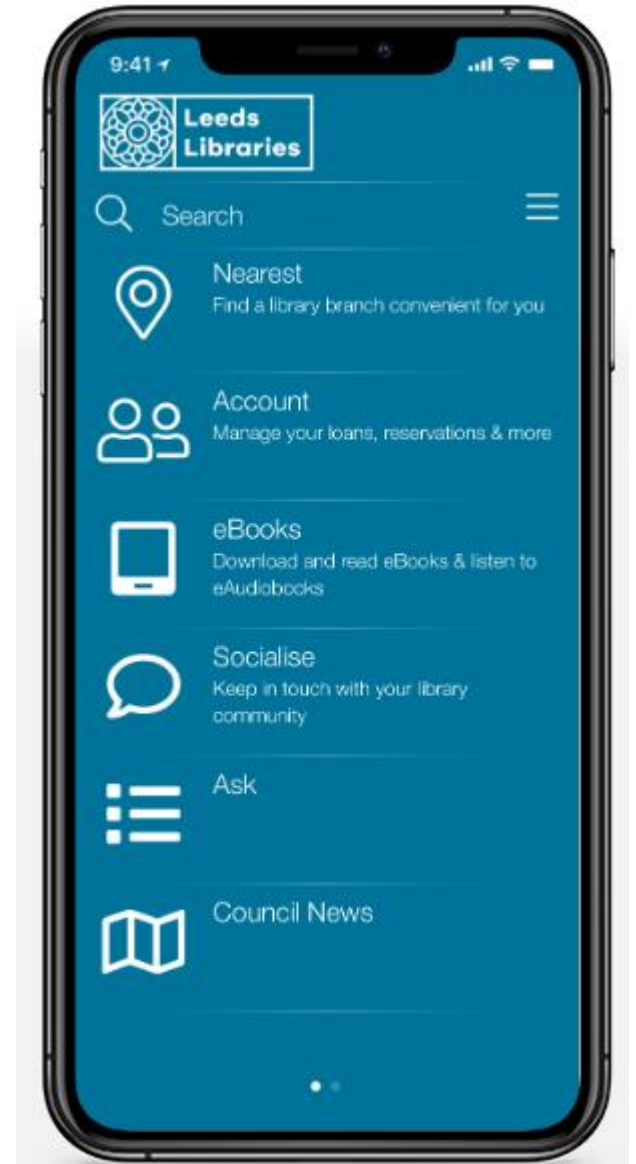 9:41
Leeds
Libraries
Search
Nearest
Find a library branch convenient for you
Account
Manage your loans, reservations & more
eBooks
Download and read eBooks & listen to
eAudiobooks
Socialise
Keep in touch with your library
community
Ask
Council News